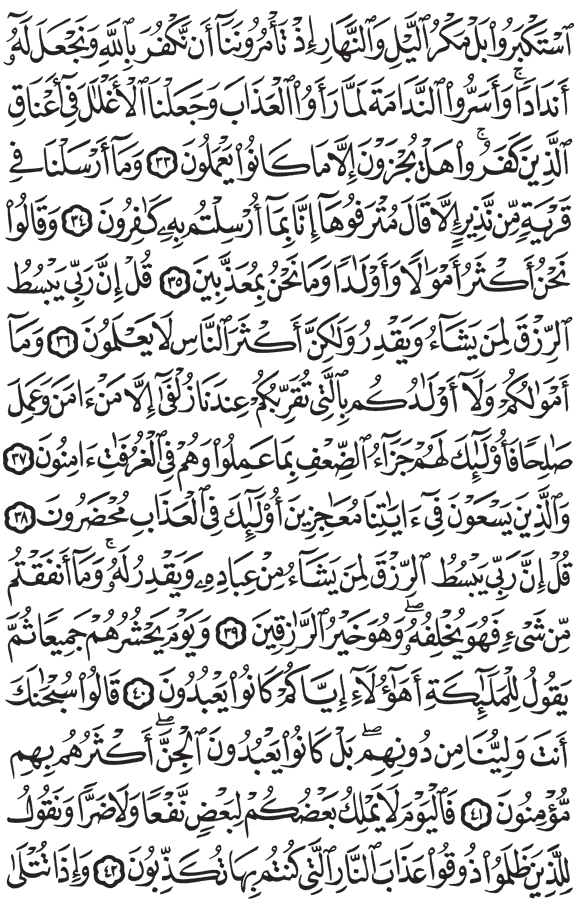 ٱسْتَكْبَرُوا۟ بَلْ مَكْرُ ٱلَّيْلِ وَٱلنَّهَارِ إِذْ تَأْمُرُونَنَآ أَن نَّكْفُرَ بِٱللَّهِ وَنَجْعَلَ لَهُۥٓ
أَندَادًا ۚ وَأَسَرُّوا۟ ٱلنَّدَامَةَ لَمَّا رَأَوُا۟ ٱلْعَذَابَ وَجَعَلْنَا ٱلْأَغْلَـٰلَ فِىٓ أَعْنَاقِ
ٱلَّذِينَ كَفَرُوا۟ ۚ هَلْ يُجْزَوْنَ إِلَّا مَا كَانُوا۟ يَعْمَلُونَ ٣٣ وَمَآ أَرْسَلْنَا فِى
قَرْيَةٍ مِّن نَّذِيرٍ إِلَّا قَالَ مُتْرَفُوهَآ إِنَّا بِمَآ أُرْسِلْتُم بِهِۦ كَـٰفِرُونَ ٣٤ وَقَالُوا۟
نَحْنُ أَكْثَرُ أَمْوَٰلًا وَأَوْلَـٰدًا وَمَا نَحْنُ بِمُعَذَّبِينَ ٣٥ قُلْ إِنَّ رَبِّى يَبْسُطُ
ٱلرِّزْقَ لِمَن يَشَآءُ وَيَقْدِرُ وَلَـٰكِنَّ أَكْثَرَ ٱلنَّاسِ لَا يَعْلَمُونَ ٣٦ وَمَآ
أَمْوَٰلُكُمْ وَلَآ أَوْلَـٰدُكُم بِٱلَّتِى تُقَرِّبُكُمْ عِندَنَا زُلْفَىٰٓ إِلَّا مَنْ ءَامَنَ وَعَمِلَ
صَـٰلِحًا فَأُو۟لَـٰٓئِكَ لَهُمْ جَزَآءُ ٱلضِّعْفِ بِمَا عَمِلُوا۟ وَهُمْ فِى ٱلْغُرُفَـٰتِ ءَامِنُونَ ٣٧
وَٱلَّذِينَ يَسْعَوْنَ فِىٓ ءَايَـٰتِنَا مُعَـٰجِزِينَ أُو۟لَـٰٓئِكَ فِى ٱلْعَذَابِ مُحْضَرُونَ ٣٨
قُلْ إِنَّ رَبِّى يَبْسُطُ ٱلرِّزْقَ لِمَن يَشَآءُ مِنْ عِبَادِهِۦ وَيَقْدِرُ لَهُۥ ۚ وَمَآ أَنفَقْتُم
مِّن شَىْءٍ فَهُوَ يُخْلِفُهُۥ ۖ وَهُوَ خَيْرُ ٱلرَّٰزِقِينَ ٣٩ وَيَوْمَ يَحْشُرُهُمْ جَمِيعًا ثُمَّ
يَقُولُ لِلْمَلَـٰٓئِكَةِ أَهَـٰٓؤُلَآءِ إِيَّاكُمْ كَانُوا۟ يَعْبُدُونَ ٤٠ قَالُوا۟ سُبْحَـٰنَكَ
أَنتَ وَلِيُّنَا مِن دُونِهِم ۖ بَلْ كَانُوا۟ يَعْبُدُونَ ٱلْجِنَّ ۖ أَكْثَرُهُم بِهِم
مُّؤْمِنُونَ ٤١ فَٱلْيَوْمَ لَا يَمْلِكُ بَعْضُكُمْ لِبَعْضٍ نَّفْعًا وَلَا ضَرًّا وَنَقُولُ
لِلَّذِينَ ظَلَمُوا۟ ذُوقُوا۟ عَذَابَ ٱلنَّارِ ٱلَّتِى كُنتُم بِهَا تُكَذِّبُونَ ٤٢ وَإِذَا تُتْلَىٰ